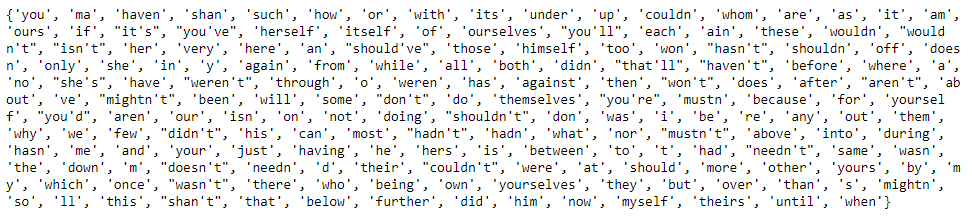 {'you', 'ma', 'haven', 'shan', 'such', 'how', 'or', 'with', 'its', 'under', 'up', 'couldn', 'whom', 'are', 'as', 'it', 'am',
'ours', 'if', "it's", "you've", 'herself', 'itself', 'of', 'ourselves', "you'll", 'each', 'ain', 'these', 'wouldn', "would
n't", "isn't", 'her', 'very', 'here', 'an', "should've", 'those', 'himself', 'too', 'won', "hasn't", 'shouldn', 'off', 'does
n', 'only', 'she', 'in', 'y', 'again', 'from', 'while', 'all', 'both', 'didn', "that'll", "haven't", 'before', 'where', 'a',
'no', "she's", 'have', "weren't", 'through', 'o', 'weren', 'has', 'against', 'then', "won't", 'does', 'after', "aren't", 'ab
out', 've', "mightn't", 'been', 'will', 'some', "don't", 'do', 'themselves', "you're", 'mustn', 'because', 'for', 'yoursel
f', "you'd", 'aren', 'our', 'isn', 'on', 'not', 'doing', "shouldn't", 'don', 'was', 'i', 'be', 're', 'any', 'out', 'them',
'why', 'we', 'few', "didn't", 'his', 'can', 'most', "hadn't", 'hadn', 'what', 'nor', "mustn't", 'above', 'into', 'during',
'hasn', 'me', 'and', 'your', 'just', 'having', 'he', 'hers', 'is', 'between', 'to', 't', 'had', "needn't", 'same', 'wasn',
'the', 'down', 'm', "doesn't", 'needn', 'd', 'their', "couldn't", 'were', 'at', 'should', 'more', 'other', 'yours', 'by', 'm
y', 'which', 'once', "wasn't", 'there', 'who', 'being', 'own', 'yourselves', 'they', 'but', 'over', 'than', 's', 'mightn',
'so', 'll', 'this', "shan't", 'that', 'below', 'further', 'did', 'him', 'now', 'myself', 'theirs', 'until', 'when'}